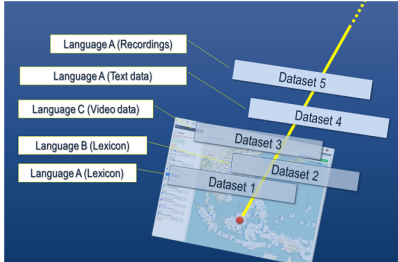 Language A (Recordings)
Dataset 5
Language A (Text data)
Dataset 4
Language C (Video data)
Dataset 3
Language B (Lexicon)
Dataset 2
Language A (Lexicon)
Dataset 1